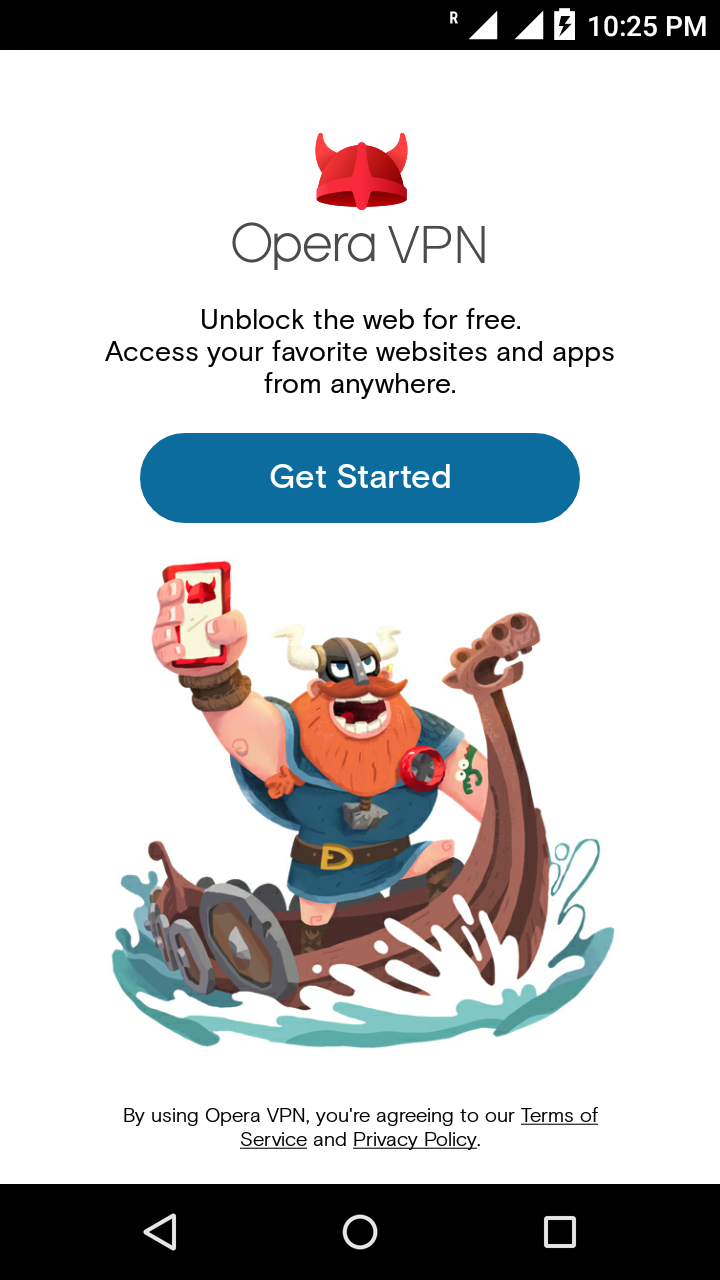 R
10:25 PM
Opera VPN
Unblock the web for free.
Access your favorite websites and apps
from anywhere.
Get Started
By using Opera VPN, you're agreeing to our Terms of
Service and Privacy Policy.